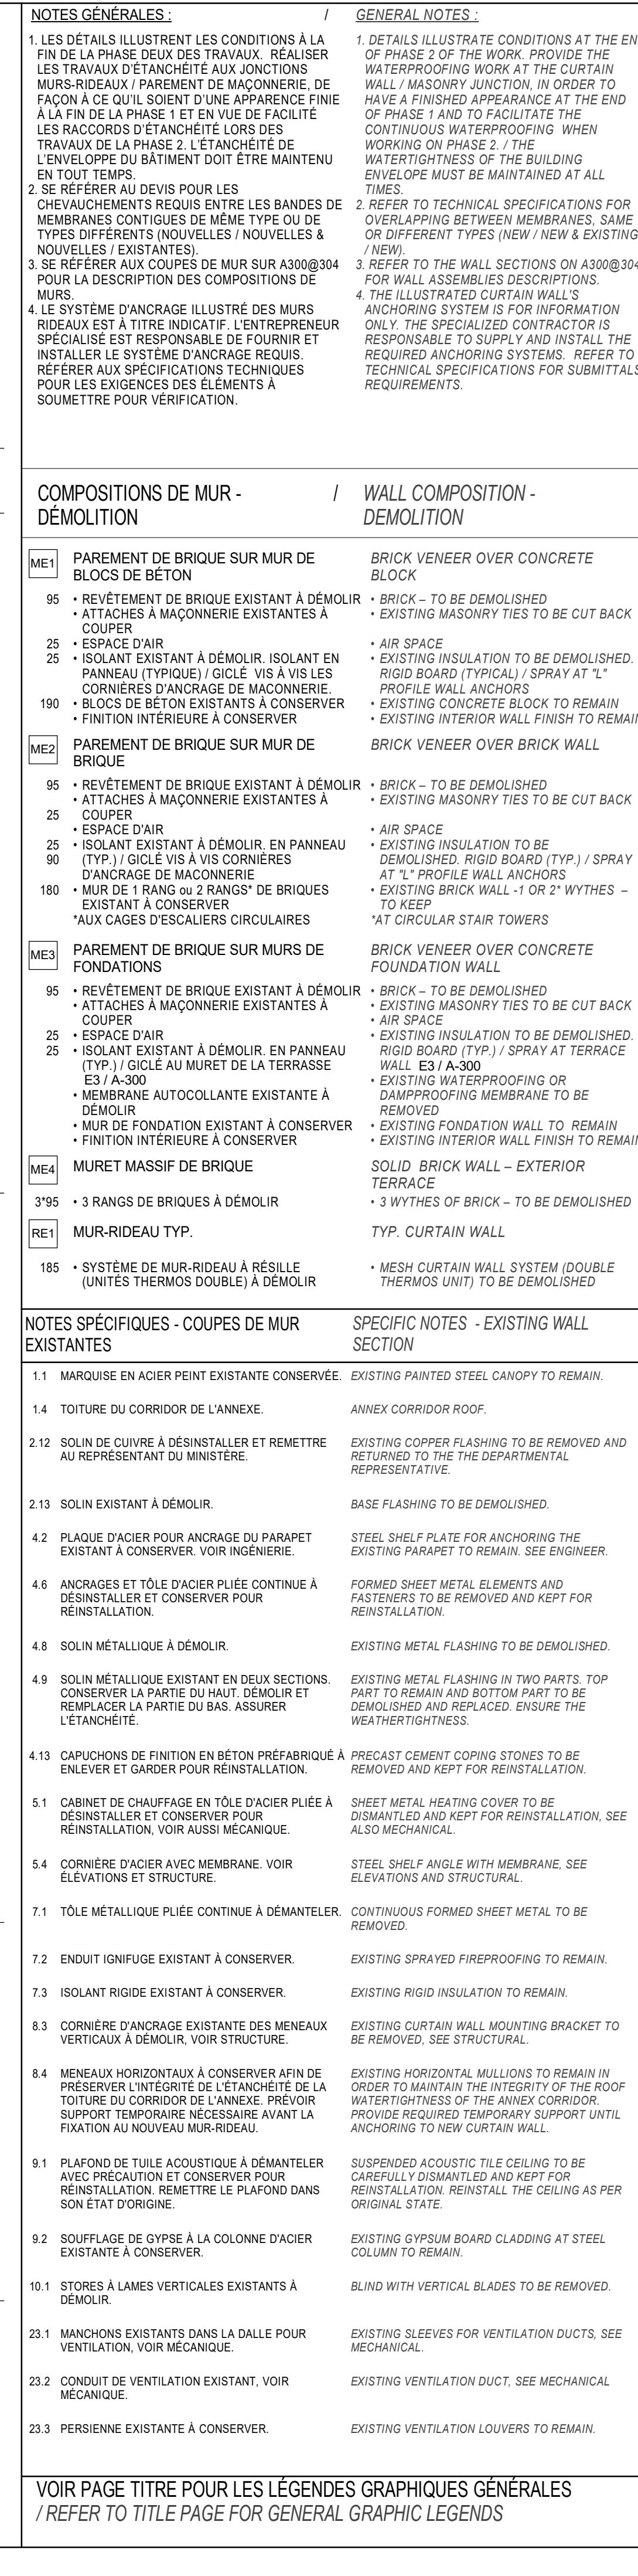 NOTES GÉNÉRALES : / GENERAL NOTES :
1. LES DÉTAILS ILLUSTRENT LES CONDITIONS À LA
FIN DE LA PHASE DEUX DES TRAVAUX. RÉALISER
LES TRAVAUX D'ÉTANCHÉITÉ AUX JONCTIONS
MURS-RIDEAUX / PAREMENT DE MAÇONNERIE, DE
FAÇON À CE QU'IL SOIENT D'UNE APPARENCE FINIE
À LA FIN DE LA PHASE 1 ET EN VUE DE FACILITÉ
LES RACCORDS D'ÉTANCHÉITÉ LORS DES
TRAVAUX DE LA PHASE 2. L'ÉTANCHÉITÉ DE
L'ENVELOPPE DU BÂTIMENT DOIT ÊTRE MAINTENU
EN TOUT TEMPS.
2. SE RÉFÉRER AU DEVIS POUR LES
CHEVAUCHEMENTS REQUIS ENTRE LES BANDES DE
MEMBRANES CONTIGUES DE MÊME TYPE OU DE
TYPES DIFFÉRENTS (NOUVELLES / NOUVELLES &
NOUVELLES / EXISTANTES).
3. SE RÉFÉRER AUX COUPES DE MUR SUR A300@304
POUR LA DESCRIPTION DES COMPOSITIONS DE
MURS.
4. LE SYSTÈME D'ANCRAGE ILLUSTRÉ DES MURS
RIDEAUX EST À TITRE INDICATIF. L'ENTREPRENEUR
SPÉCIALISÉ EST RESPONSABLE DE FOURNIR ET
INSTALLER LE SYSTÈME D'ANCRAGE REQUIS.
RÉFÉRER AUX SPÉCIFICATIONS TECHNIQUES
POUR LES EXIGENCES DES ÉLÉMENTS À
SOUMETTRE POUR VÉRIFICATION.
1. DETAILS ILLUSTRATE CONDITIONS AT THE EN
OF PHASE 2 OF THE WORK. PROVIDE THE
WATERPROOFING WORK AT THE CURTAIN
WALL / MASONRY JUNCTION, IN ORDER TO
HAVE A FINISHED APPEARANCE AT THE END
OF PHASE 1 AND TO FACILITATE THE
CONTINUOUS WATERPROOFING WHEN
WORKING ON PHASE 2. / THE
WATERTIGHTNESS OF THE BUILDING
ENVELOPE MUST BE MAINTAINED AT ALL
TIMES.
2. REFER TO TECHNICAL SPECIFICATIONS FOR
OVERLAPPING BETWEEN MEMBRANES, SAME
OR DIFFERENT TYPES (NEW / NEW & EXISTING
/ NEW).
3. REFER TO THE WALL SECTIONS ON A300@304
FOR WALL ASSEMBLIES DESCRIPTIONS.
4. THE ILLUSTRATED CURTAIN WALL'S
ANCHORING SYSTEM IS FOR INFORMATION
ONLY. THE SPECIALIZED CONTRACTOR IS
RESPONSABLE TO SUPPLY AND INSTALL THE
REQUIRED ANCHORING SYSTEMS. REFER TO
TECHNICAL SPECIFICATIONS FOR SUBMITTALS
REQUIREMENTS.
COMPOSITIONS DE MUR - / WALL COMPOSITION -
DÉMOLITION DEMOLITION
ME1 PAREMENT DE BRIQUE SUR MUR DE BRICK VENEER OVER CONCRETE
BLOCS DE BÉTON BLOCK
95 • REVÊTEMENT DE BRIQUE EXISTANT À DÉMOLIR • BRICK – TO BE DEMOLISHED
• ATTACHES À MAÇONNERIE EXISTANTES À • EXISTING MASONRY TIES TO BE CUT BACK
COUPER
25 • ESPACE D'AIR • AIR SPACE
25 • ISOLANT EXISTANT À DÉMOLIR. ISOLANT EN • EXISTING INSULATION TO BE DEMOLISHED.
PANNEAU (TYPIQUE) / GICLÉ VIS À VIS LES RIGID BOARD (TYPICAL) / SPRAY AT "L"
CORNIÈRES D'ANCRAGE DE MACONNERIE. PROFILE WALL ANCHORS
190 • BLOCS DE BÉTON EXISTANTS À CONSERVER • EXISTING CONCRETE BLOCK TO REMAIN
• FINITION INTÉRIEURE À CONSERVER • EXISTING INTERIOR WALL FINISH TO REMAIN
ME2 PAREMENT DE BRIQUE SUR MUR DE BRICK VENEER OVER BRICK WALL
BRIQUE
95 • REVÊTEMENT DE BRIQUE EXISTANT À DÉMOLIR • BRICK – TO BE DEMOLISHED
• ATTACHES À MAÇONNERIE EXISTANTES À • EXISTING MASONRY TIES TO BE CUT BACK
25 COUPER
• ESPACE D'AIR • AIR SPACE
25 • ISOLANT EXISTANT À DÉMOLIR. EN PANNEAU • EXISTING INSULATION TO BE
90 (TYP.) / GICLÉ VIS À VIS CORNIÈRES DEMOLISHED. RIGID BOARD (TYP.) / SPRAY
D'ANCRAGE DE MACONNERIE AT "L" PROFILE WALL ANCHORS
180 • MUR DE 1 RANG ou 2 RANGS* DE BRIQUES • EXISTING BRICK WALL -1 OR 2* WYTHES –
EXISTANT À CONSERVER TO KEEP
*AUX CAGES D'ESCALIERS CIRCULAIRES *AT CIRCULAR STAIR TOWERS
ME3 PAREMENT DE BRIQUE SUR MURS DE BRICK VENEER OVER CONCRETE
FONDATIONS FOUNDATION WALL
95 • REVÊTEMENT DE BRIQUE EXISTANT À DÉMOLIR • BRICK – TO BE DEMOLISHED
• ATTACHES À MAÇONNERIE EXISTANTES À • EXISTING MASONRY TIES TO BE CUT BACK
COUPER • AIR SPACE
25 • ESPACE D'AIR • EXISTING INSULATION TO BE DEMOLISHED.
25 • ISOLANT EXISTANT À DÉMOLIR. EN PANNEAU RIGID BOARD (TYP.) / SPRAY AT TERRACE
(TYP.) / GICLÉ AU MURET DE LA TERRASSE WALL E3 / A-300
E3 / A-300 • EXISTING WATERPROOFING OR
• MEMBRANE AUTOCOLLANTE EXISTANTE À DAMPPROOFING MEMBRANE TO BE
DÉMOLIR REMOVED
• MUR DE FONDATION EXISTANT À CONSERVER • EXISTING FONDATION WALL TO REMAIN
• FINITION INTÉRIEURE À CONSERVER • EXISTING INTERIOR WALL FINISH TO REMAIN
ME4 MURET MASSIF DE BRIQUE SOLID BRICK WALL – EXTERIOR
TERRACE
3*95 • 3 RANGS DE BRIQUES À DÉMOLIR • 3 WYTHES OF BRICK – TO BE DEMOLISHED
RE1 MUR-RIDEAU TYP. TYP. CURTAIN WALL
185 • SYSTÈME DE MUR-RIDEAU À RÉSILLE • MESH CURTAIN WALL SYSTEM (DOUBLE
(UNITÉS THERMOS DOUBLE) À DÉMOLIR THERMOS UNIT) TO BE DEMOLISHED
NOTES SPÉCIFIQUES - COUPES DE MUR SPECIFIC NOTES - EXISTING WALL
EXISTANTES SECTION
1.1 MARQUISE EN ACIER PEINT EXISTANTE CONSERVÉE. EXISTING PAINTED STEEL CANOPY TO REMAIN.
1.4 TOITURE DU CORRIDOR DE L'ANNEXE. ANNEX CORRIDOR ROOF.
2.12 SOLIN DE CUIVRE À DÉSINSTALLER ET REMETTRE EXISTING COPPER FLASHING TO BE REMOVED AND
AU REPRÉSENTANT DU MINISTÈRE. RETURNED TO THE THE DEPARTMENTAL
REPRESENTATIVE.
2.13 SOLIN EXISTANT À DÉMOLIR. BASE FLASHING TO BE DEMOLISHED.
4.2 PLAQUE D'ACIER POUR ANCRAGE DU PARAPET STEEL SHELF PLATE FOR ANCHORING THE
EXISTANT À CONSERVER. VOIR INGÉNIERIE. EXISTING PARAPET TO REMAIN. SEE ENGINEER.
4.6 ANCRAGES ET TÔLE D'ACIER PLIÉE CONTINUE À FORMED SHEET METAL ELEMENTS AND
DÉSINSTALLER ET CONSERVER POUR FASTENERS TO BE REMOVED AND KEPT FOR
RÉINSTALLATION. REINSTALLATION.
4.8 SOLIN MÉTALLIQUE À DÉMOLIR. EXISTING METAL FLASHING TO BE DEMOLISHED.
4.9 SOLIN MÉTALLIQUE EXISTANT EN DEUX SECTIONS. EXISTING METAL FLASHING IN TWO PARTS. TOP
CONSERVER LA PARTIE DU HAUT. DÉMOLIR ET PART TO REMAIN AND BOTTOM PART TO BE
REMPLACER LA PARTIE DU BAS. ASSURER DEMOLISHED AND REPLACED. ENSURE THE
L'ÉTANCHÉITÉ. WEATHERTIGHTNESS.
4.13 CAPUCHONS DE FINITION EN BÉTON PRÉFABRIQUÉ À PRECAST CEMENT COPING STONES TO BE
ENLEVER ET GARDER POUR RÉINSTALLATION. REMOVED AND KEPT FOR REINSTALLATION.
5.1 CABINET DE CHAUFFAGE EN TÔLE D'ACIER PLIÉE À SHEET METAL HEATING COVER TO BE
DÉSINSTALLER ET CONSERVER POUR DISMANTLED AND KEPT FOR REINSTALLATION, SEE
RÉINSTALLATION, VOIR AUSSI MÉCANIQUE. ALSO MECHANICAL.
5.4 CORNIÈRE D'ACIER AVEC MEMBRANE. VOIR STEEL SHELF ANGLE WITH MEMBRANE, SEE
ÉLÉVATIONS ET STRUCTURE. ELEVATIONS AND STRUCTURAL.
7.1 TÔLE MÉTALLIQUE PLIÉE CONTINUE À DÉMANTELER. CONTINUOUS FORMED SHEET METAL TO BE
REMOVED.
7.2 ENDUIT IGNIFUGE EXISTANT À CONSERVER. EXISTING SPRAYED FIREPROOFING TO REMAIN.
7.3 ISOLANT RIGIDE EXISTANT À CONSERVER. EXISTING RIGID INSULATION TO REMAIN.
8.3 CORNIÈRE D'ANCRAGE EXISTANTE DES MENEAUX EXISTING CURTAIN WALL MOUNTING BRACKET TO
VERTICAUX À DÉMOLIR, VOIR STRUCTURE. BE REMOVED, SEE STRUCTURAL.
8.4 MENEAUX HORIZONTAUX À CONSERVER AFIN DE EXISTING HORIZONTAL MULLIONS TO REMAIN IN
PRÉSERVER L'INTÉGRITÉ DE L'ÉTANCHÉITÉ DE LA ORDER TO MAINTAIN THE INTEGRITY OF THE ROOF
TOITURE DU CORRIDOR DE L'ANNEXE. PRÉVOIR WATERTIGHTNESS OF THE ANNEX CORRIDOR.
SUPPORT TEMPORAIRE NÉCESSAIRE AVANT LA PROVIDE REQUIRED TEMPORARY SUPPORT UNTIL
FIXATION AU NOUVEAU MUR-RIDEAU. ANCHORING TO NEW CURTAIN WALL.
9.1 PLAFOND DE TUILE ACOUSTIQUE À DÉMANTELER SUSPENDED ACOUSTIC TILE CEILING TO BE
AVEC PRÉCAUTION ET CONSERVER POUR CAREFULLY DISMANTLED AND KEPT FOR
RÉINSTALLATION. REMETTRE LE PLAFOND DANS REINSTALLATION. REINSTALL THE CEILING AS PER
SON ÉTAT D'ORIGINE. ORIGINAL STATE.
9.2 SOUFFLAGE DE GYPSE À LA COLONNE D'ACIER EXISTING GYPSUM BOARD CLADDING AT STEEL
EXISTANTE À CONSERVER. COLUMN TO REMAIN.
10.1 STORES À LAMES VERTICALES EXISTANTS À BLIND WITH VERTICAL BLADES TO BE REMOVED.
DÉMOLIR.
23.1 MANCHONS EXISTANTS DANS LA DALLE POUR EXISTING SLEEVES FOR VENTILATION DUCTS, SEE
VENTILATION, VOIR MÉCANIQUE. MECHANICAL.
23.2 CONDUIT DE VENTILATION EXISTANT, VOIR EXISTING VENTILATION DUCT, SEE MECHANICAL
MÉCANIQUE.
23.3 PERSIENNE EXISTANTE À CONSERVER. EXISTING VENTILATION LOUVERS TO REMAIN.
VOIR PAGE TITRE POUR LES LÉGENDES GRAPHIQUES GÉNÉRALES
/ REFER TO TITLE PAGE FOR GENERAL GRAPHIC LEGENDS